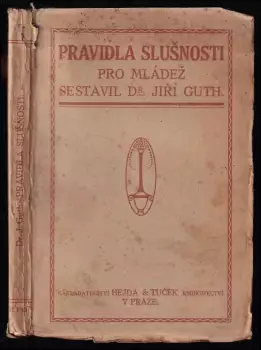 PRAVIDLA SLUŠNOSTI
PRO MLÁDEŽ
SESTAVIL DR. JIŘÍ GUTH.
NAKLADATELSTVÍ HEJDA & TUČEK KNIHKUPECTVÍ
V PRAZE.
Dr. J. Guth: PRAVIDLA SLUŠNOSTI